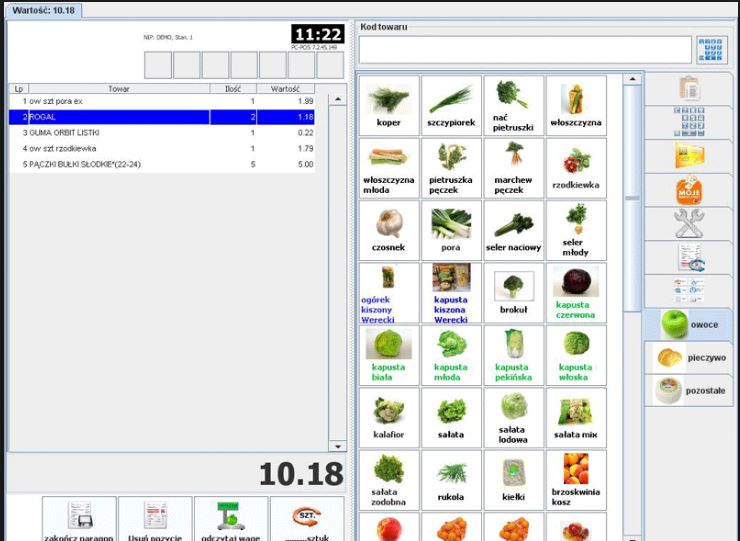 Wartość: 10.18
NIP: DEMO, Stan. 1
11:22
PC-POS 7.2.45.149
Lp Towar Ilość Wartość
1 ow szt pora ex 1 1.99
2 ROGAL 2 1.18
3 GUMA ORBIT LISTKI 1 0.22
4 ow szt rzodkiewka 1 1.79
5 PĄCZKI BUŁKI SŁODKIE*(22-24) 5 5.00
10.18
zakończ paragon
Usuń pozycję
odczytaj wagę
SZT.
..........sztuk
Kod towaru
koper
szczypiorek
nać
pietruszki
włoszczyzna
włoszczyzna
młoda
pietruszka
pęczek
marchew
pęczek
rzodkiewka
czosnek
pora
seler naciowy
seler
młody
ogórek
kiszony
Werecki
kapusta
kiszona
Werecki
brokuł
kapusta
czerwona
kapusta
biała
kapusta
młoda
kapusta
pekińska
kapusta
włoska
kalafior
sałata
sałata
lodowa
sałata mix
sałata
zodobna
rukola
kiełki
brzoskwinia
kosz
MOJE
owoce
pieczywo
pozostałe